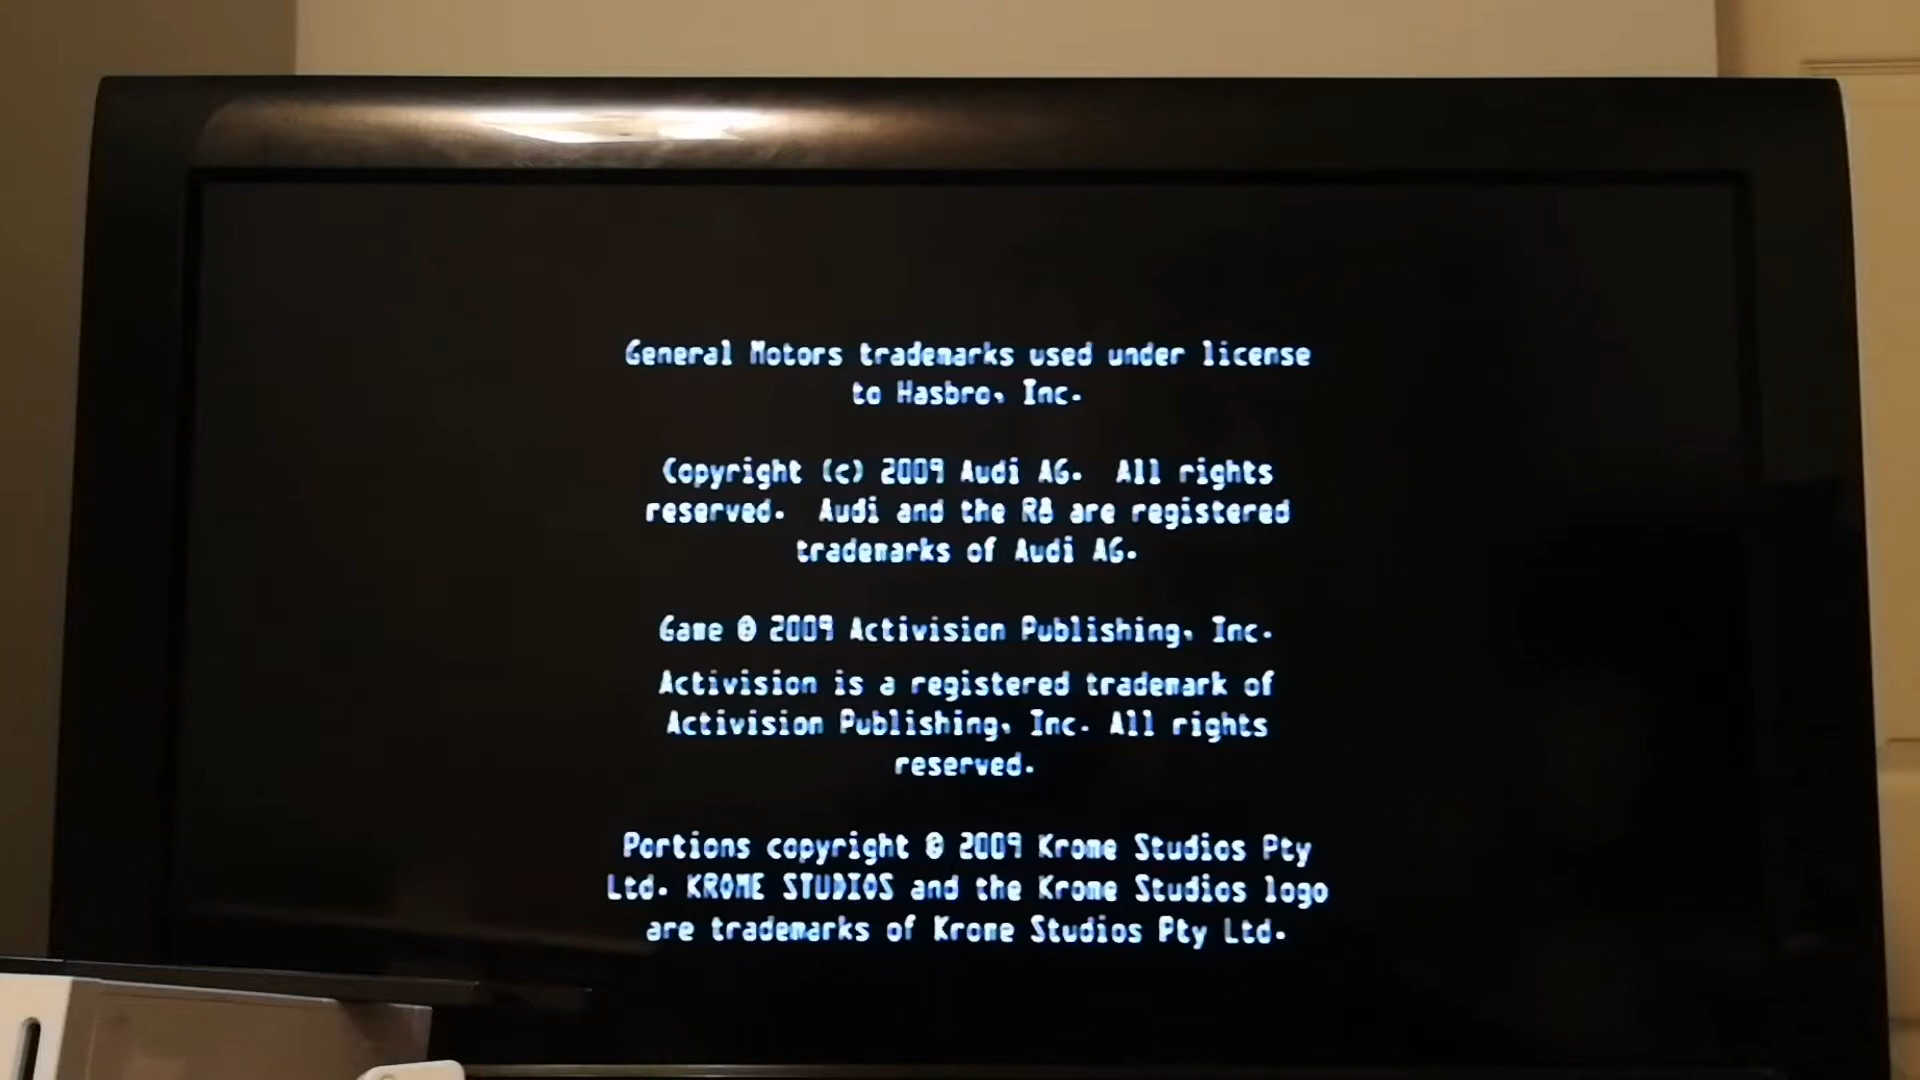 General Motors trademarks used under license
to Hasbro, Inc.
Copyright (c) 2009 Audi AG.  All rights
reserved.  Audi and the R8 are registered
trademarks of Audi AG.
Game © 2009 Activision Publishing, Inc.
Activision is a registered trademark of
Activision Publishing, Inc. All rights
reserved.
Portions copyright © 2009 Krome Studios Pty
Ltd. KROME STUDIOS and the Krome Studios logo
are trademarks of Krome Studios Pty Ltd.